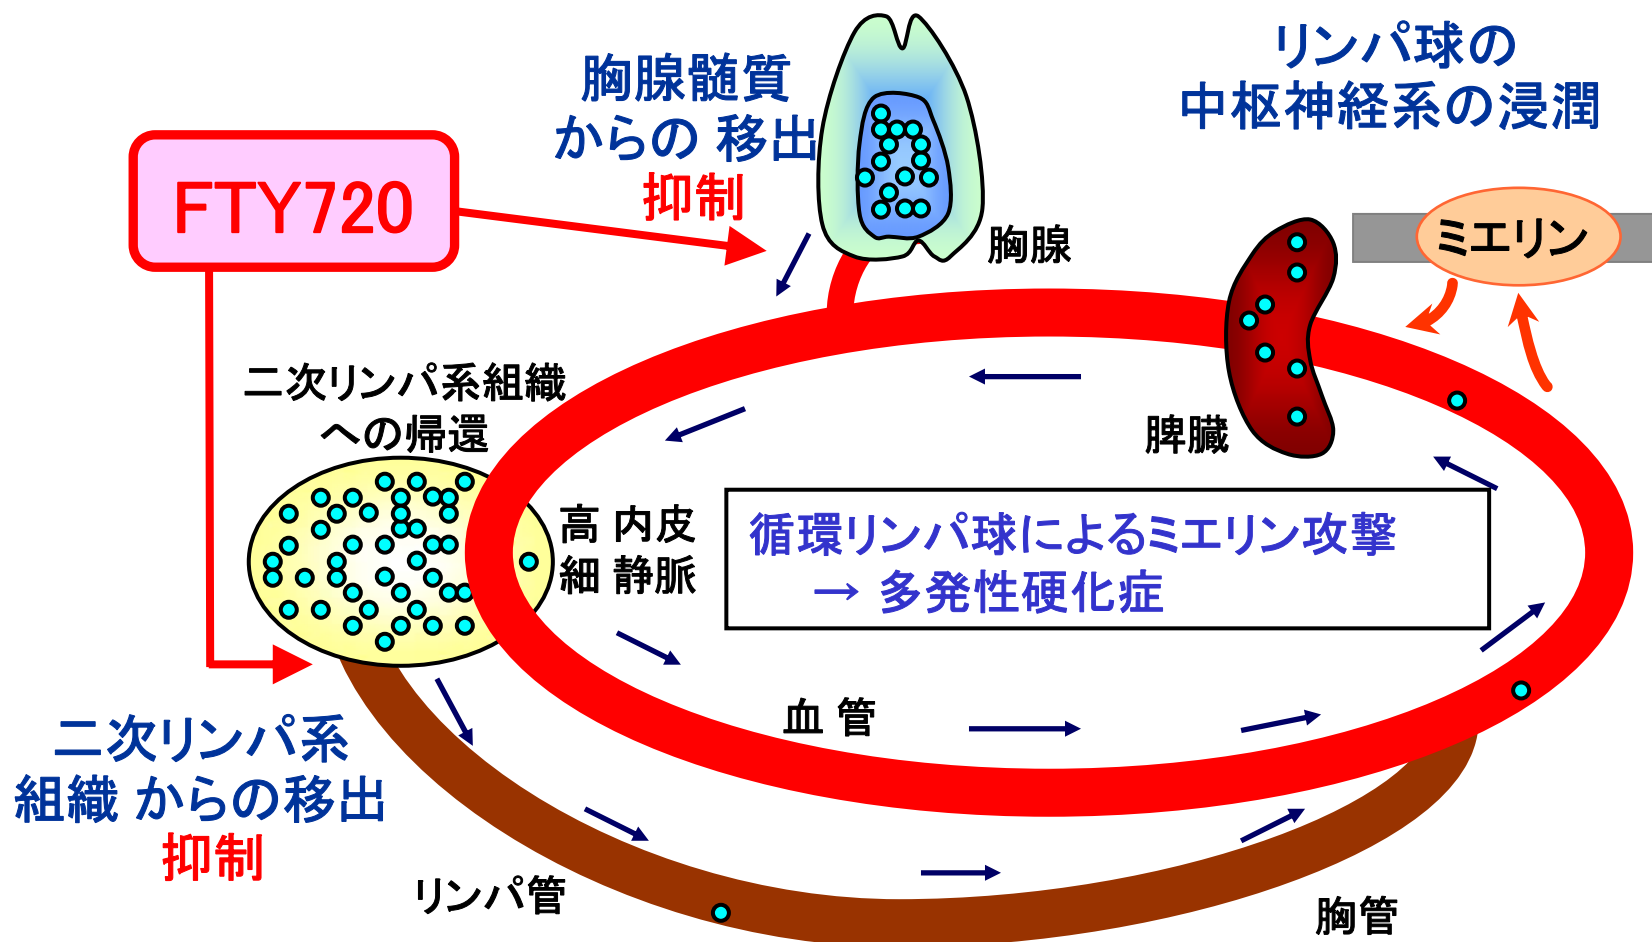 リンパ球の
中枢神経系の浸潤
胸腺髄質
からの 移出
抑制
FTY720
胸腺
ミエリン
二次リンパ系組織
への帰還
脾臓
高 内皮
細 静脈
循環リンパ球によるミエリン攻撃
→ 多発性硬化症
血 管
二次リンパ系
組織 からの移出
抑制
リンパ管
胸管